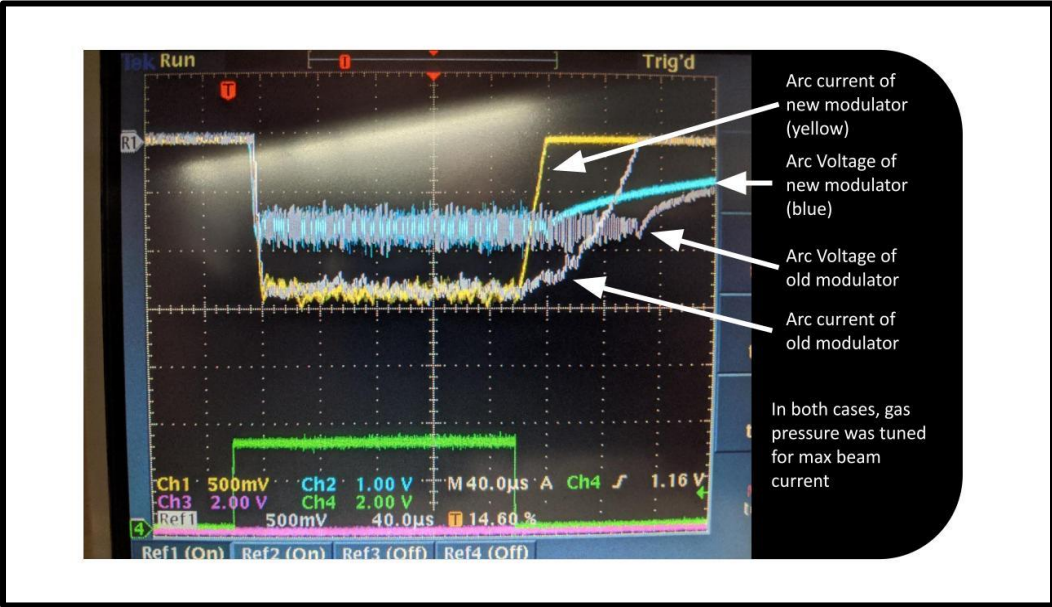 Tek Run
Trig'd
T
R1
Arc current of
new modulator
(yellow)
Arc Voltage of
new modulator
(blue)
Arc Voltage of
old modulator
Arc current of
old modulator
In both cases, gas
pressure was tuned
for max beam
current
Ch1 500mV Ch2 1.00 V M 40.0µs A Ch4 ∫ 1.16 V
Ch3 2.00 V Ch4 2.00 V
Ref1 500mV 40.0µs T 14.60 %
4
Ref1 (On) Ref2 (On) Ref3 (Off) Ref4 (Off)